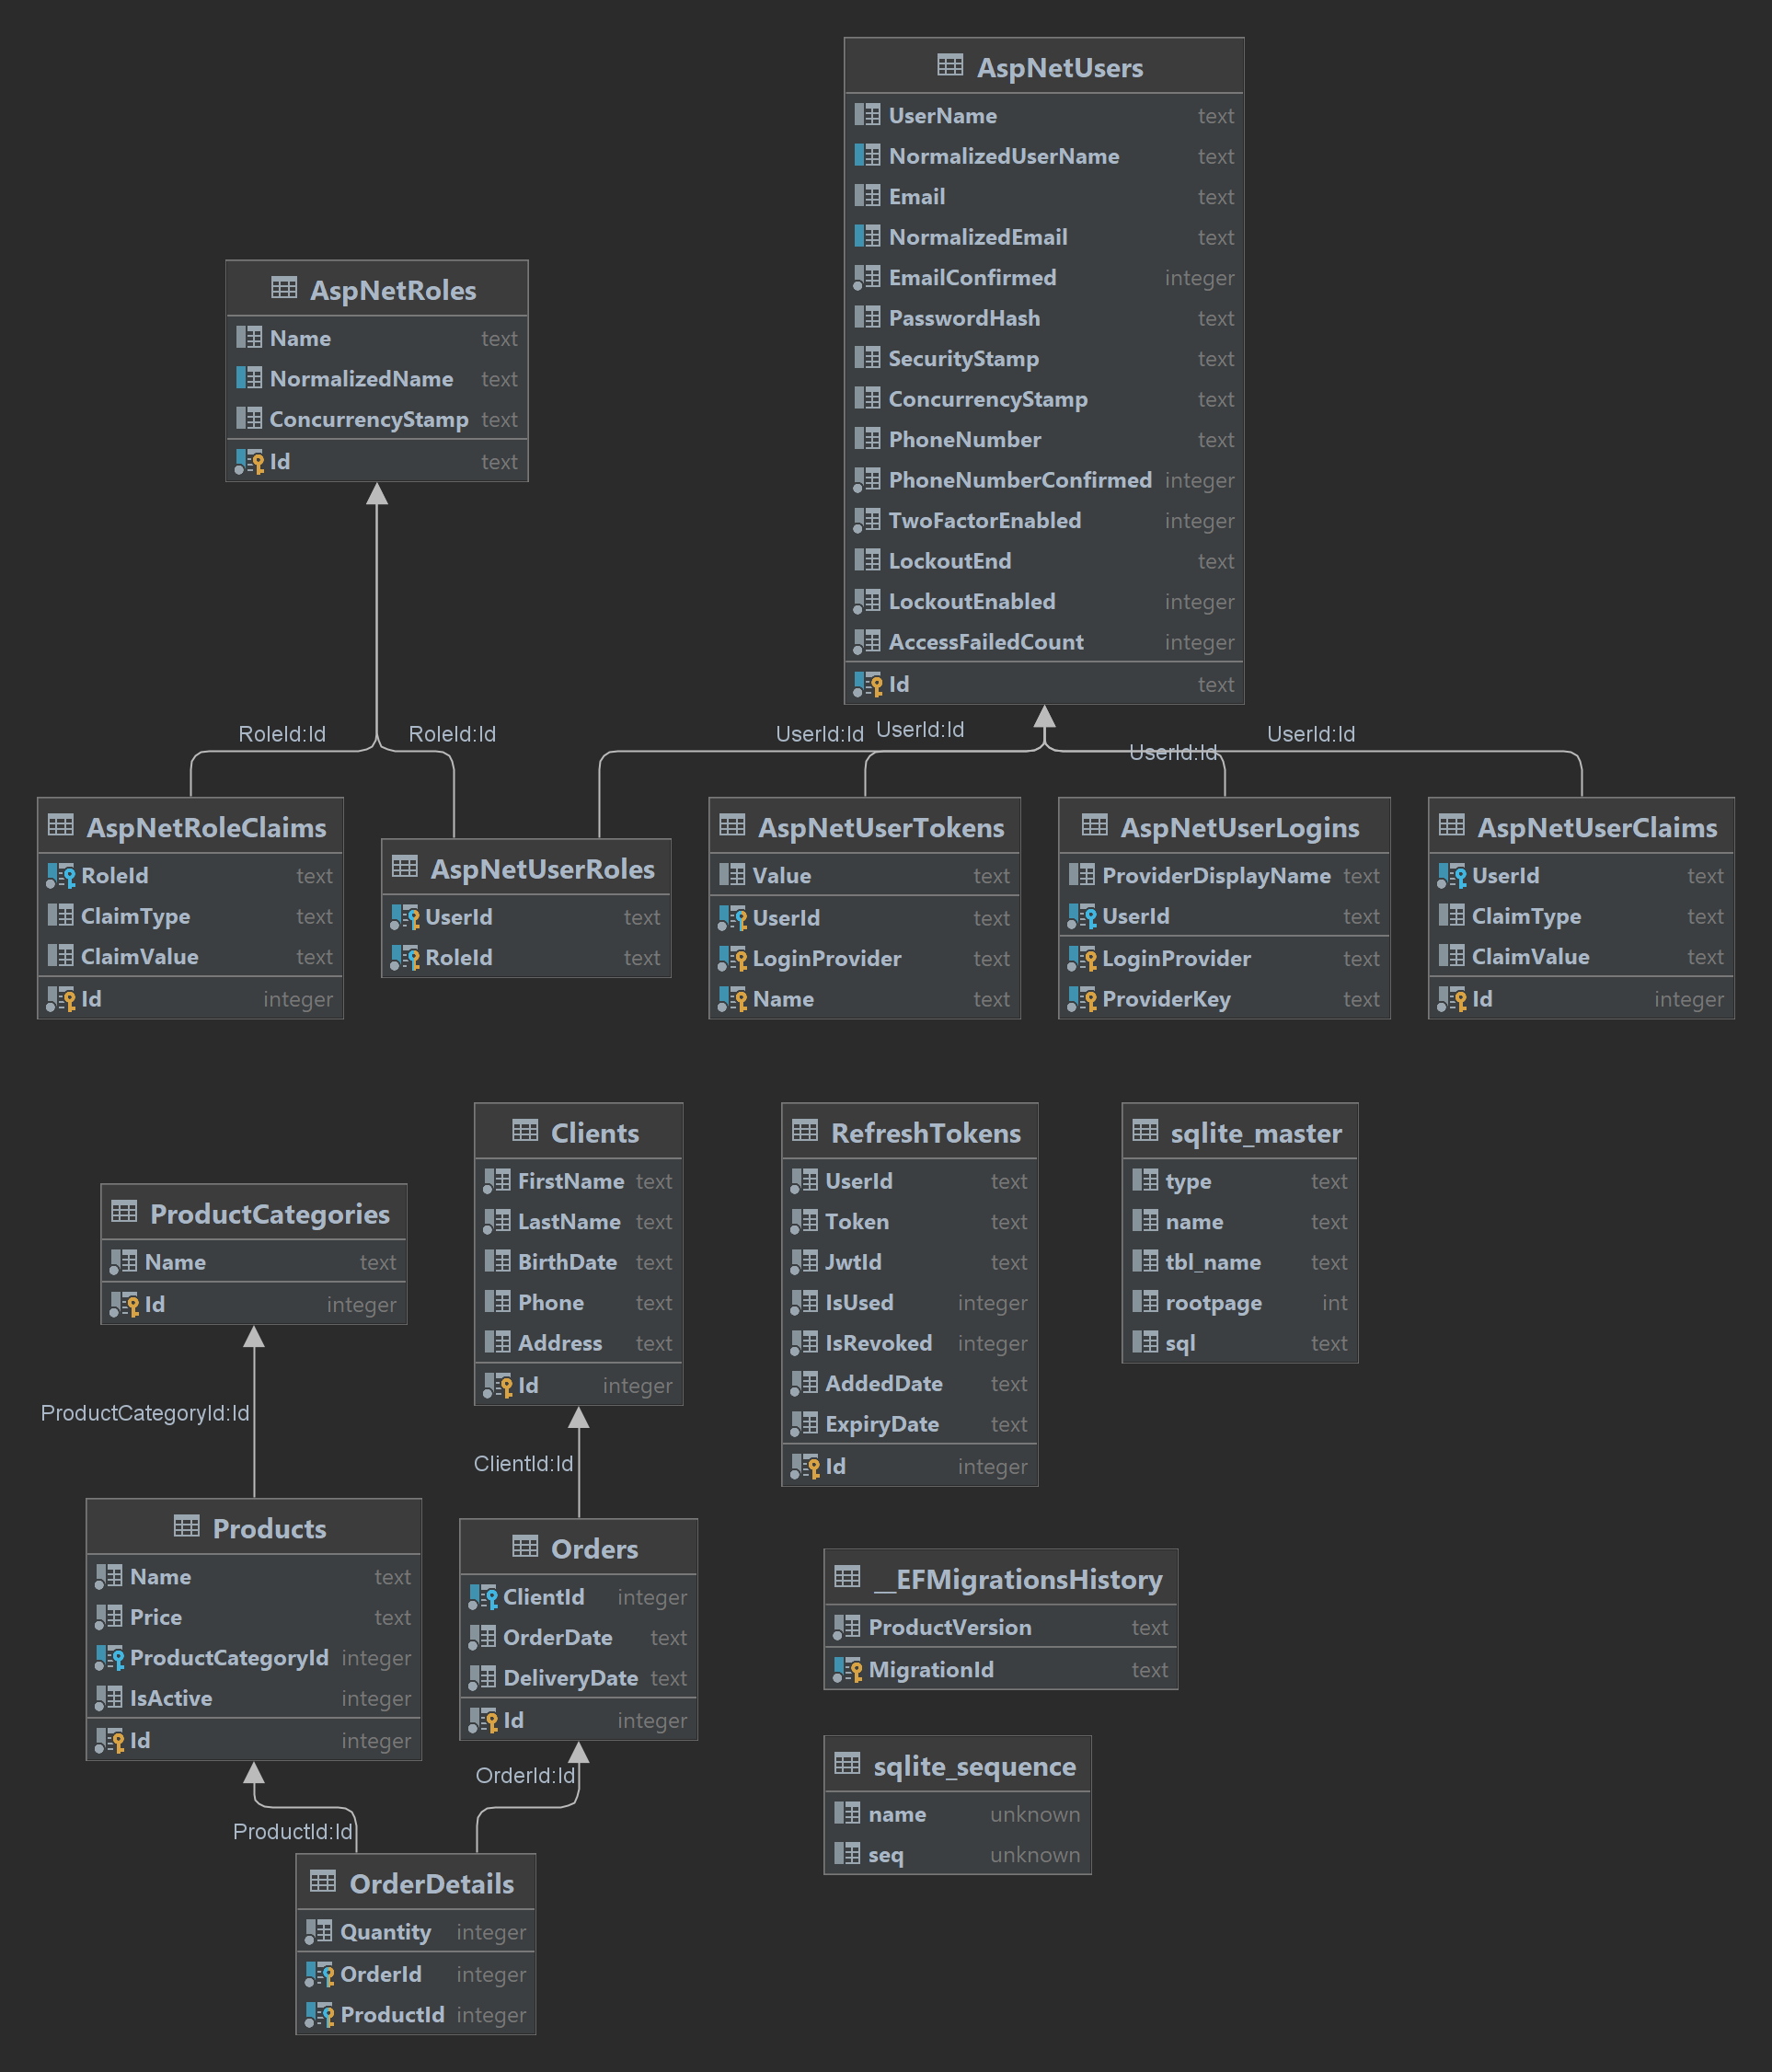 AspNetUsers
UserName text
NormalizedUserName text
Email text
NormalizedEmail text
EmailConfirmed integer
PasswordHash text
SecurityStamp text
ConcurrencyStamp text
PhoneNumber text
PhoneNumberConfirmed integer
TwoFactorEnabled integer
LockoutEnd text
LockoutEnabled integer
AccessFailedCount integer
Id text
AspNetRoles
Name text
NormalizedName text
ConcurrencyStamp text
Id text
RoleId:Id
RoleId:Id
UserId:Id
UserId:Id
UserId:Id
UserId:Id
AspNetRoleClaims
RoleId text
ClaimType text
ClaimValue text
Id integer
AspNetUserRoles
UserId text
RoleId text
AspNetUserTokens
Value text
UserId text
LoginProvider text
Name text
AspNetUserLogins
ProviderDisplayName text
UserId text
LoginProvider text
ProviderKey text
AspNetUserClaims
UserId text
ClaimType text
ClaimValue text
Id integer
ProductCategories
Name text
Id integer
Clients
FirstName text
LastName text
BirthDate text
Phone text
Address text
Id integer
RefreshTokens
UserId text
Token text
JwtId text
IsUsed integer
IsRevoked integer
AddedDate text
ExpiryDate text
Id integer
sqlite_master
type text
name text
tbl_name text
rootpage int
sql text
ProductCategoryId:Id
ClientId:Id
Products
Name text
Price text
ProductCategoryId integer
IsActive integer
Id integer
Orders
ClientId integer
OrderDate text
DeliveryDate text
Id integer
__EFMigrationsHistory
ProductVersion text
MigrationId text
sqlite_sequence
name unknown
seq unknown
OrderId:Id
ProductId:Id
OrderDetails
Quantity integer
OrderId integer
ProductId integer